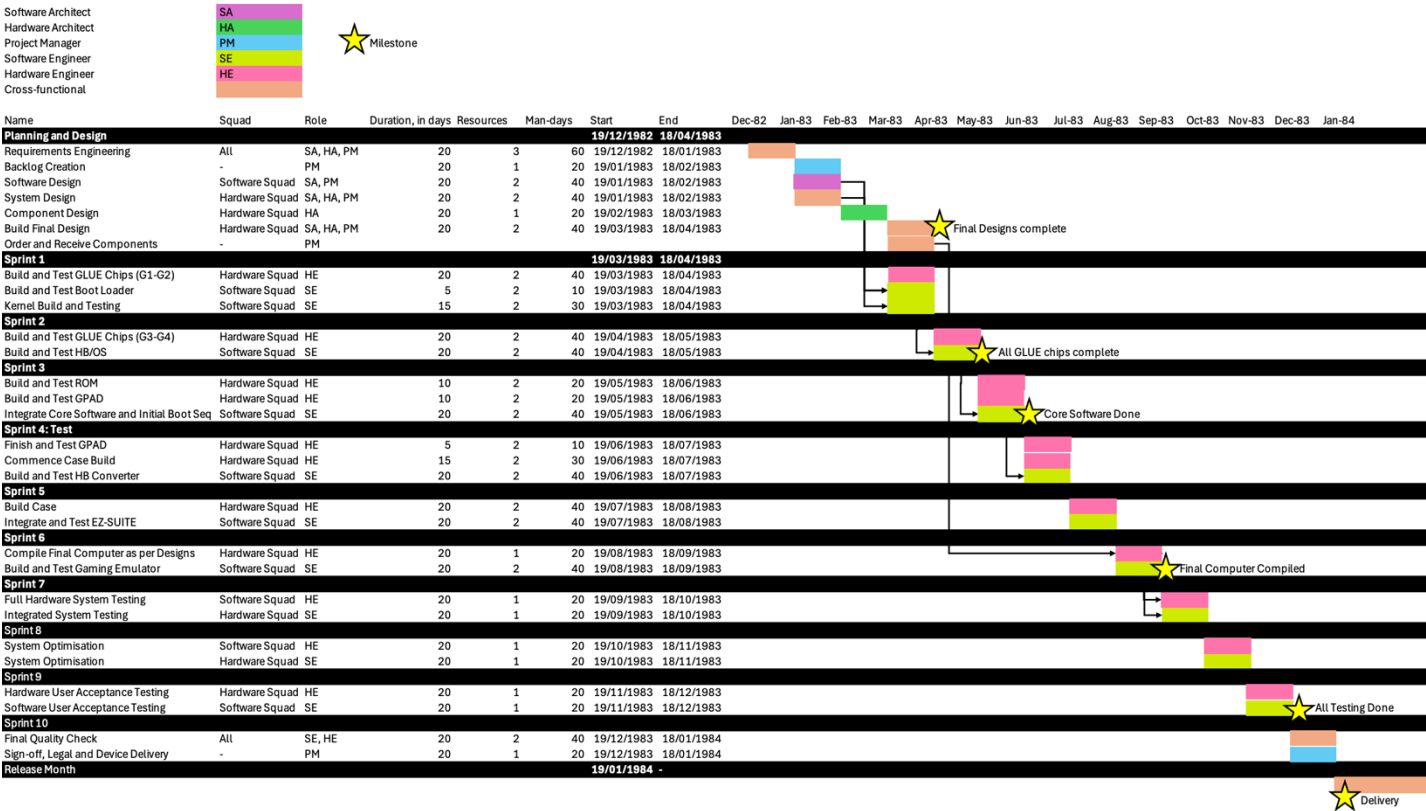 Software Architect SA
Hardware Architect HA
Project Manager PM Milestone
Software Engineer SE
Hardware Engineer HE
Cross-functional
Name Squad Role Duration, in days Resources Man-days Start End Dec-82 Jan-83 Feb-83 Mar-83 Apr-83 May-83 Jun-83 Jul-83 Aug-83 Sep-83 Oct-83 Nov-83 Dec-83 Jan-84
Planning and Design 19/12/1982 18/04/1983
Requirements Engineering All SA, HA, PM 20 3 60 19/12/1982 18/01/1983
Backlog Creation - PM 20 1 20 19/01/1983 18/02/1983
Software Design Software Squad SA, PM 20 2 40 19/01/1983 18/02/1983
System Design Hardware Squad SA, HA, PM 20 2 40 19/01/1983 18/02/1983
Component Design Hardware Squad HA 20 1 20 19/02/1983 18/03/1983
Build Final Design Hardware Squad SA, HA, PM 20 2 40 19/03/1983 18/04/1983 Final Designs complete
Order and Receive Components - PM
Sprint 1 19/03/1983 18/04/1983
Build and Test GLUE Chips (G1-G2) Hardware Squad HE 20 2 40 19/03/1983 18/04/1983
Build and Test Boot Loader Software Squad SE 5 2 10 19/03/1983 18/04/1983
Kernel Build and Testing Software Squad SE 15 2 30 19/03/1983 18/04/1983
Sprint 2
Build and Test GLUE Chips (G3-G4) Hardware Squad HE 20 2 40 19/04/1983 18/05/1983
Build and Test HB/OS Software Squad SE 20 2 40 19/04/1983 18/05/1983 All GLUE chips complete
Sprint 3
Build and Test ROM Hardware Squad HE 10 2 20 19/05/1983 18/06/1983
Build and Test GPAD Hardware Squad HE 10 2 20 19/05/1983 18/06/1983
Integrate Core Software and Initial Boot Seq Software Squad SE 20 2 40 19/05/1983 18/06/1983 Core Software Done
Sprint 4: Test
Finish and Test GPAD Hardware Squad HE 5 2 10 19/06/1983 18/07/1983
Commence Case Build Hardware Squad HE 15 2 30 19/06/1983 18/07/1983
Build and Test HB Converter Software Squad SE 20 2 40 19/06/1983 18/07/1983
Sprint 5
Build Case Hardware Squad HE 20 2 40 19/07/1983 18/08/1983
Integrate and Test EZ-SUITE Software Squad SE 20 2 40 19/07/1983 18/08/1983
Sprint 6
Compile Final Computer as per Designs Hardware Squad HE 20 1 20 19/08/1983 18/09/1983
Build and Test Gaming Emulator Software Squad SE 20 2 40 19/08/1983 18/09/1983 Final Computer Compiled
Sprint 7
Full Hardware System Testing Software Squad HE 20 1 20 19/09/1983 18/10/1983
Integrated System Testing Hardware Squad SE 20 1 20 19/09/1983 18/10/1983
Sprint 8
System Optimisation Software Squad HE 20 1 20 19/10/1983 18/11/1983
System Optimisation Hardware Squad SE 20 1 20 19/10/1983 18/11/1983
Sprint 9
Hardware User Acceptance Testing Hardware Squad HE 20 1 20 19/11/1983 18/12/1983
Software User Acceptance Testing Software Squad SE 20 1 20 19/11/1983 18/12/1983 All Testing Done
Sprint 10
Final Quality Check All SE, HE 20 2 40 19/12/1983 18/01/1984
Sign-off, Legal and Device Delivery - PM 20 1 20 19/12/1983 18/01/1984
Release Month 19/01/1984 -
Delivery